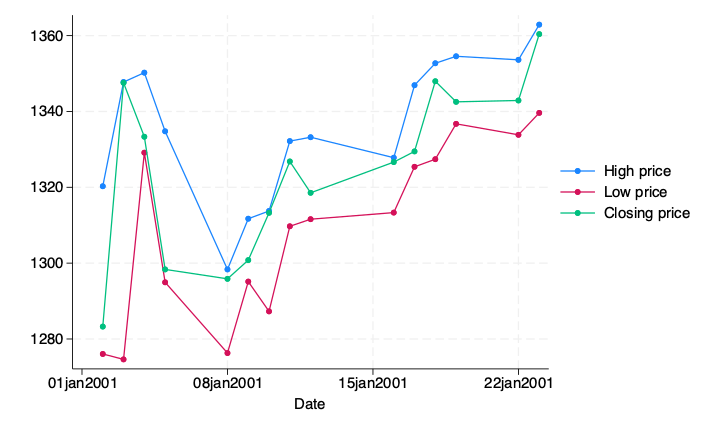 1360
1340
1320
1300
1280
01jan2001 08jan2001 15jan2001 22jan2001
Date
High price
Low price
Closing price